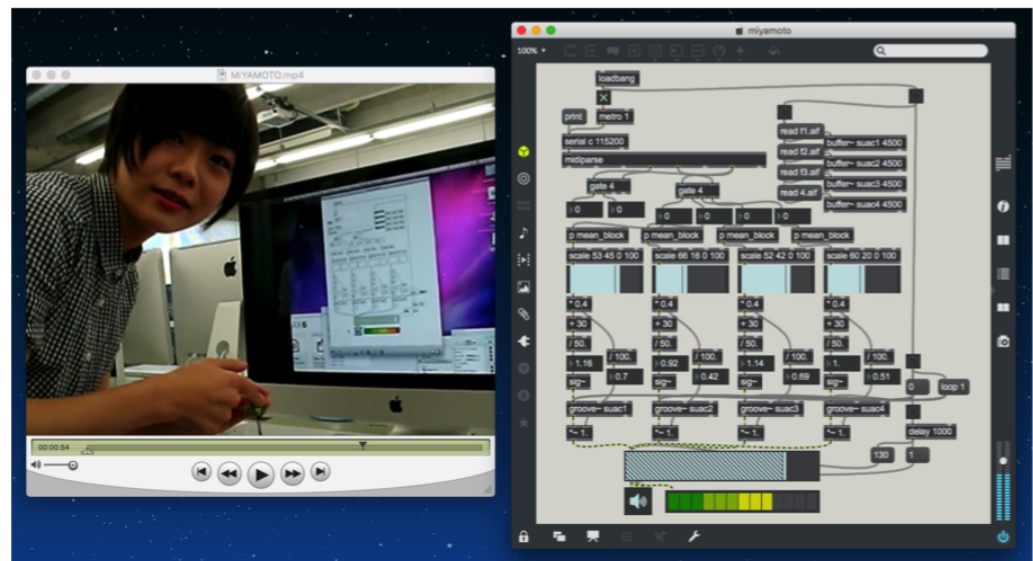 MIYAMOTO.mp4
00:00:54
miyamoto
100%
loadbang
print
metro 1
serial c 115200
midiparse
gate 4
gate 4
0
0
0
0
0
0
read f1.aif
buffer~ suac1 4500
read f2.aif
buffer~ suac2 4500
read f3.aif
buffer~ suac3 4500
read 4.aif
buffer~ suac4 4500
p mean_block
p mean_block
p mean_block
p mean_block
scale 53 45 0 100
scale 66 16 0 100
scale 52 42 0 100
scale 60 20 0 100
* 0.4
* 0.4
* 0.4
* 0.4
+ 30
+ 30
+ 30
+ 30
/ 50.
/ 50.
/ 50.
/ 50.
/ 100.
/ 100.
/ 100.
/ 100.
1.16
0.92
1.14
1.
0.7
0.42
0.69
0.51
sig~
sig~
sig~
sig~
0
loop 1
groove~ suac1
groove~ suac2
groove~ suac3
groove~ suac4
*~ 1.
*~ 1.
*~ 1.
*~ 1.
delay 1000
130
1